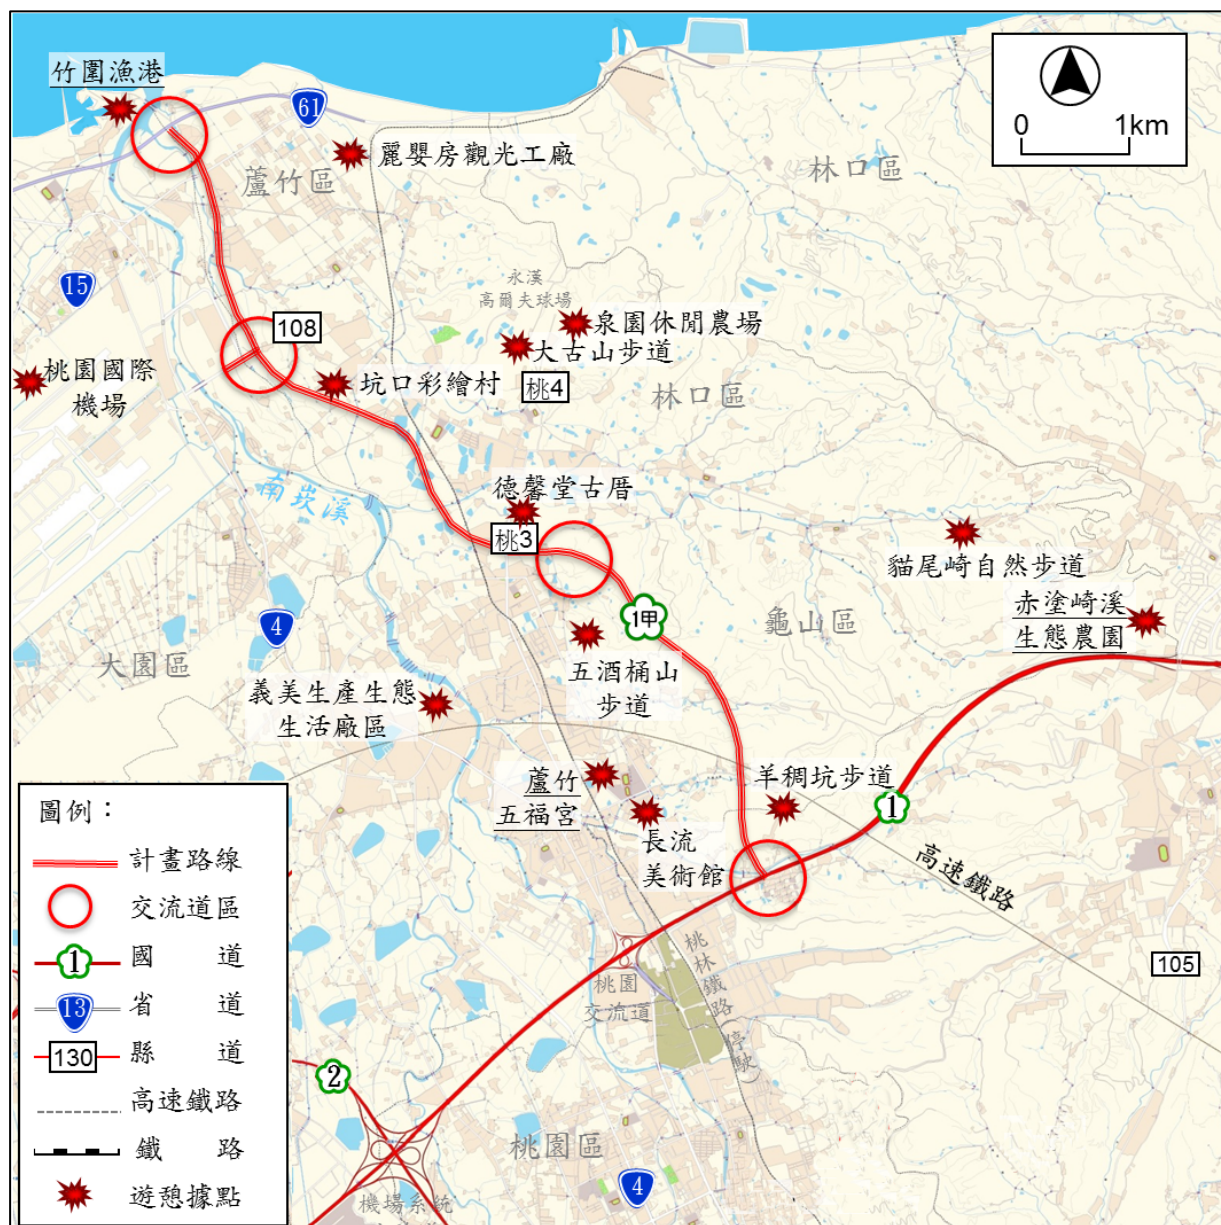 竹圍漁港
61
麗嬰房觀光工廠
蘆竹區
林口區
0 1km
15
永漢
高爾夫球場
108
泉園休閒農場
大古山步道
桃園國際
機場
坑口彩繪村
桃4
林口區
南崁溪
德馨堂古厝
桃3
貓尾崎自然步道
1甲
龜山區
赤塗崎溪
生態農園
4
大園區
五酒桶山
步道
義美生產生態
生活廠區
蘆竹
五福宮
羊稠坑步道
長流
美術館
1
高速鐵路
105
桃林鐵路(停駛)
桃園
交流道
2
桃園區
4
機場系統
圖例：
計畫路線
交流道區
1 國 道
13 省 道
130 縣 道
高速鐵路
鐵 路
遊憩據點